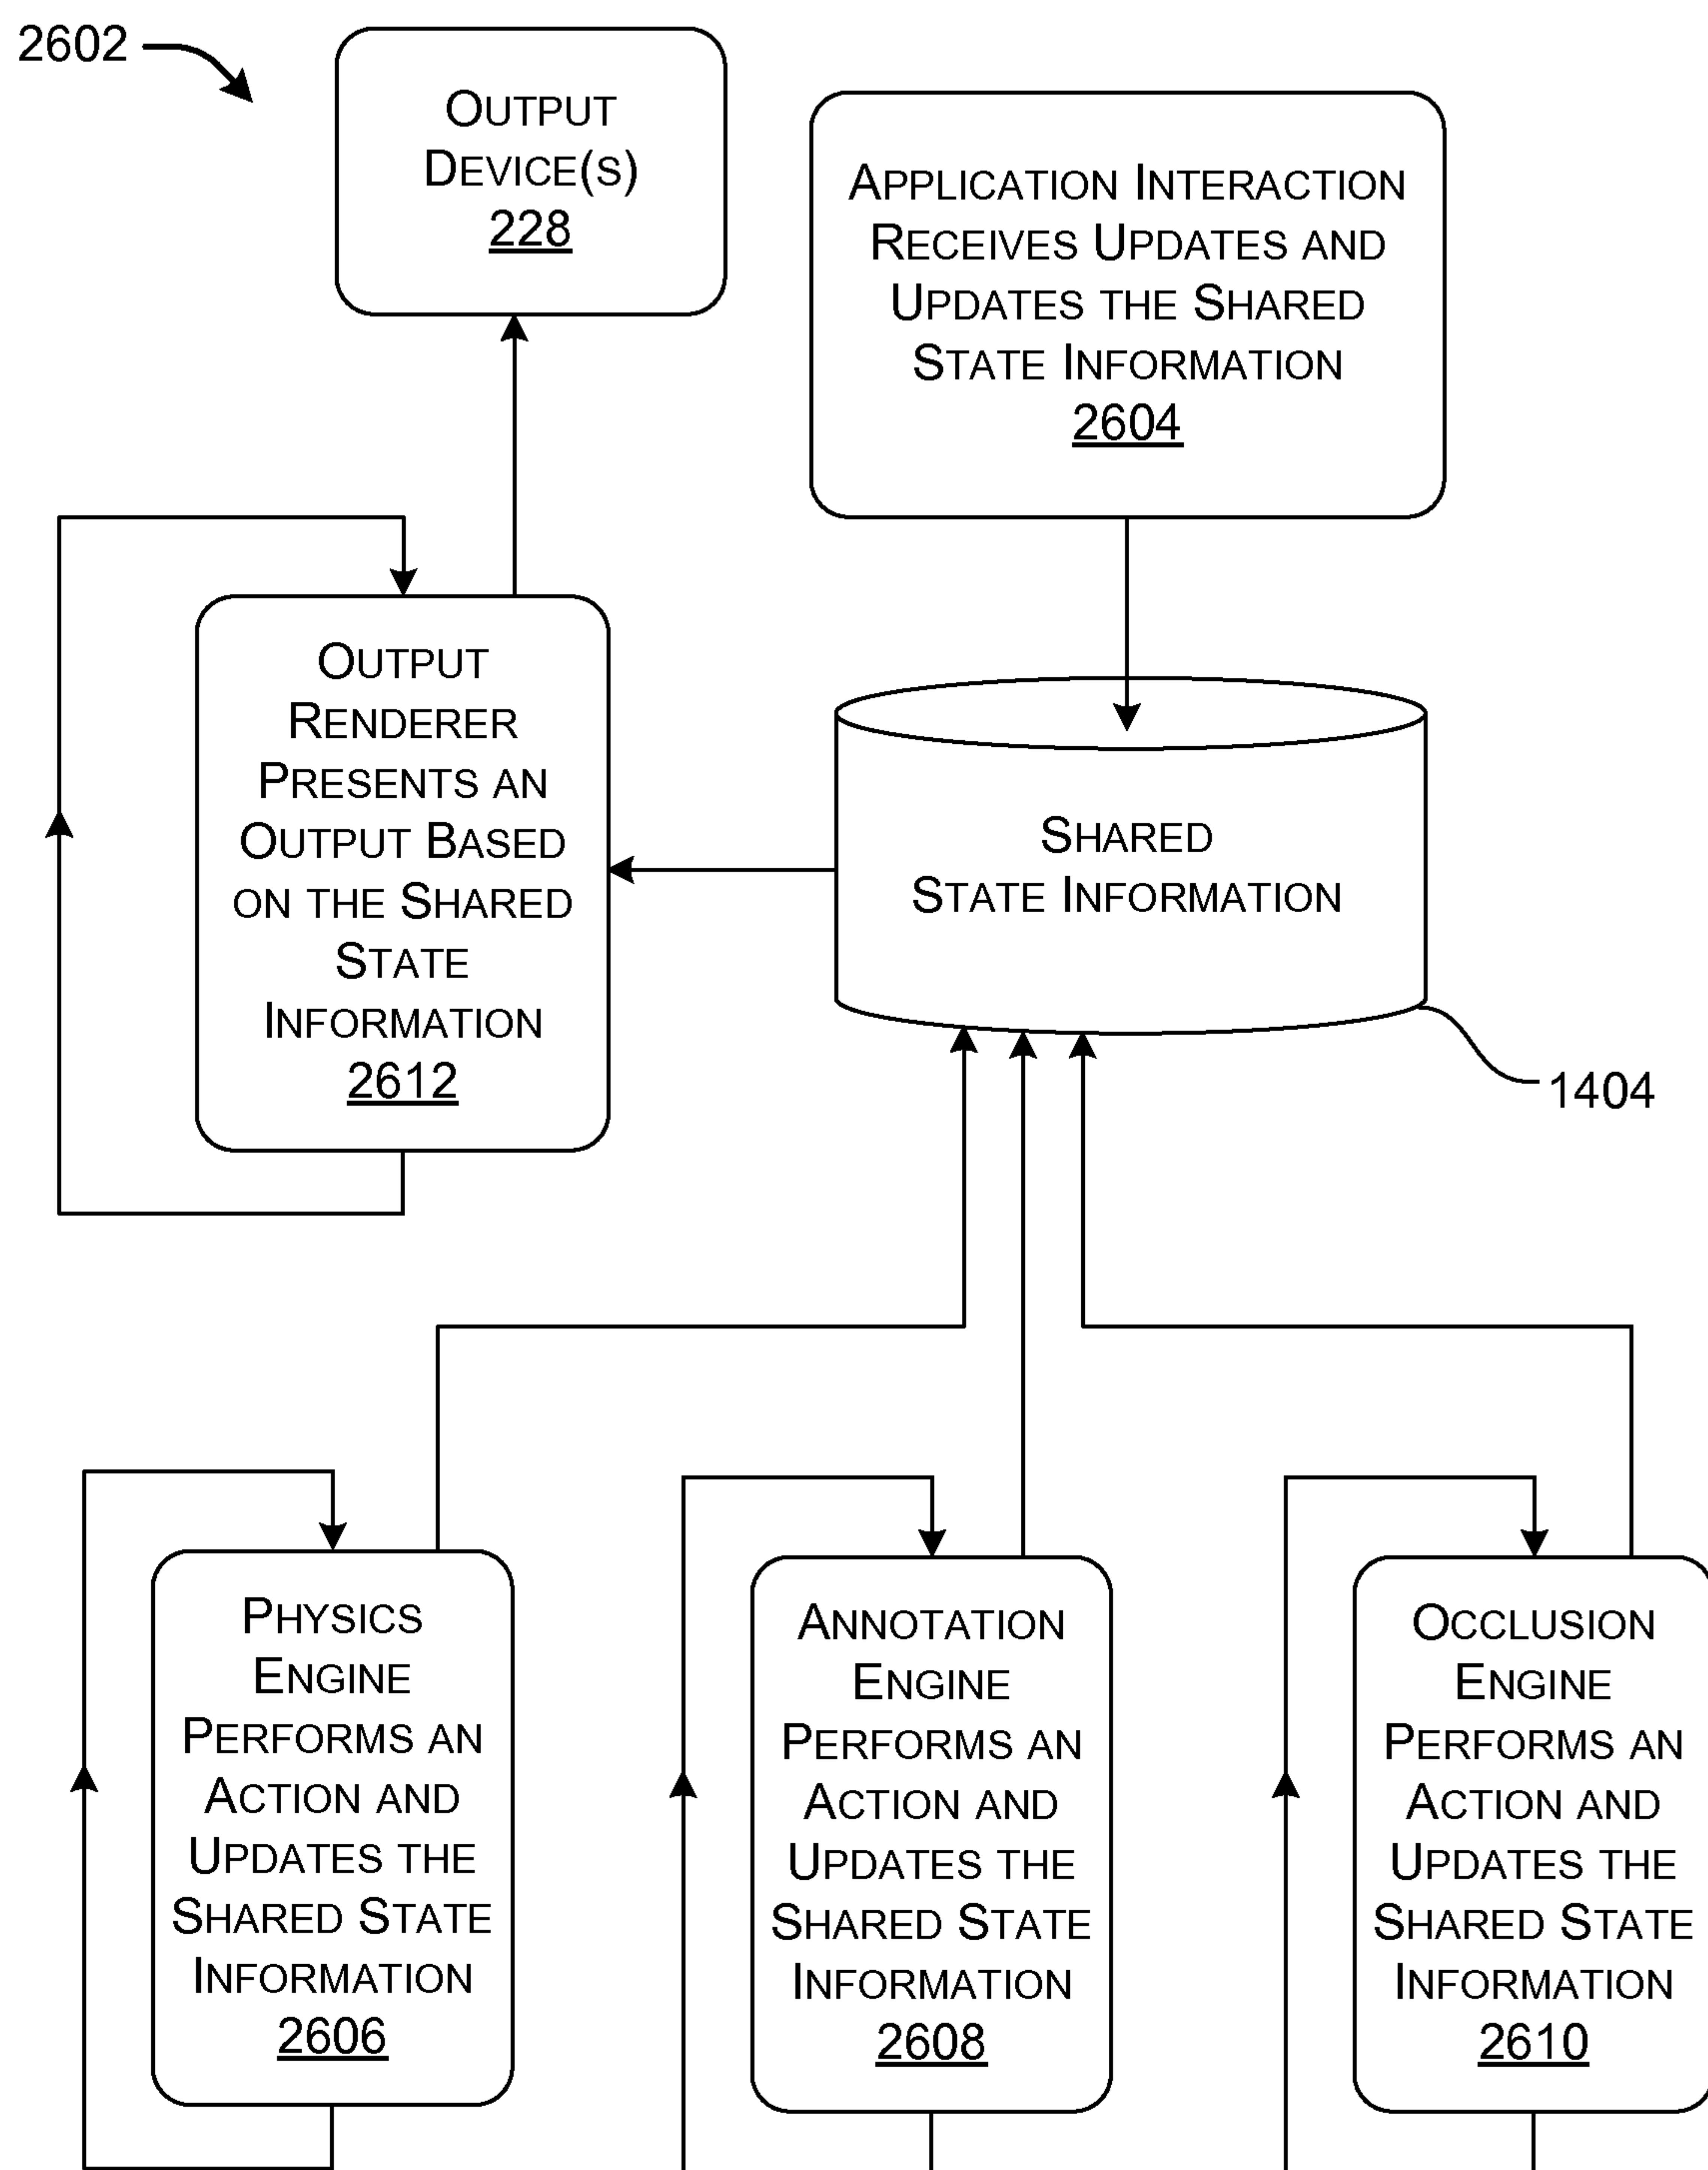 2602
OUTPUT
DEVICE(S)
228
APPLICATION INTERACTION
RECEIVES UPDATES AND
UPDATES THE SHARED
STATE INFORMATION
2604
OUTPUT
RENDERER
PRESENTS AN
OUTPUT BASED
ON THE SHARED
STATE
INFORMATION
2612
SHARED
STATE INFORMATION
1404
PHYSICS
ENGINE
PERFORMS AN
ACTION AND
UPDATES THE
SHARED STATE
INFORMATION
2606
ANNOTATION
ENGINE
PERFORMS AN
ACTION AND
UPDATES THE
SHARED STATE
INFORMATION
2608
OCCLUSION
ENGINE
PERFORMS AN
ACTION AND
UPDATES THE
SHARED STATE
INFORMATION
2610